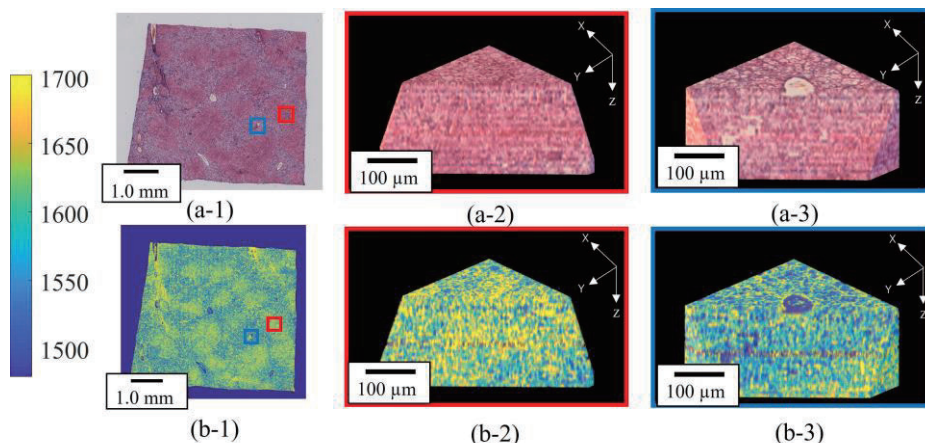 1700
1650
1600
1550
1500
1.0 mm
(a-1)
X
Y
Z
100 µm
(a-2)
X
Y
Z
100 µm
(a-3)
1.0 mm
(b-1)
X
Y
Z
100 µm
(b-2)
X
Y
Z
100 µm
(b-3)